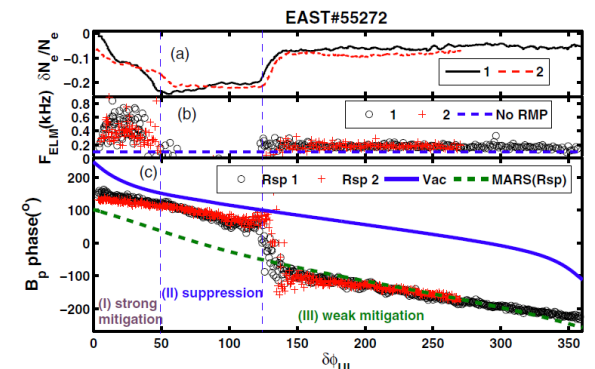 EAST#55272
δN_e/N_e
0
−0.1
−0.2
(a)
1
2
F_ELM(kHz)
0.8
0.6
0.4
0.2
0
(b)
1
2
No RMP
B_p phase(°)
200
100
0
−100
−200
(c)
Rsp 1
Rsp 2
Vac
MARS(Rsp)
(I) strong
mitigation
(II) suppression
(III) weak mitigation
0
50
100
150
200
250
300
350
δϕ_UL